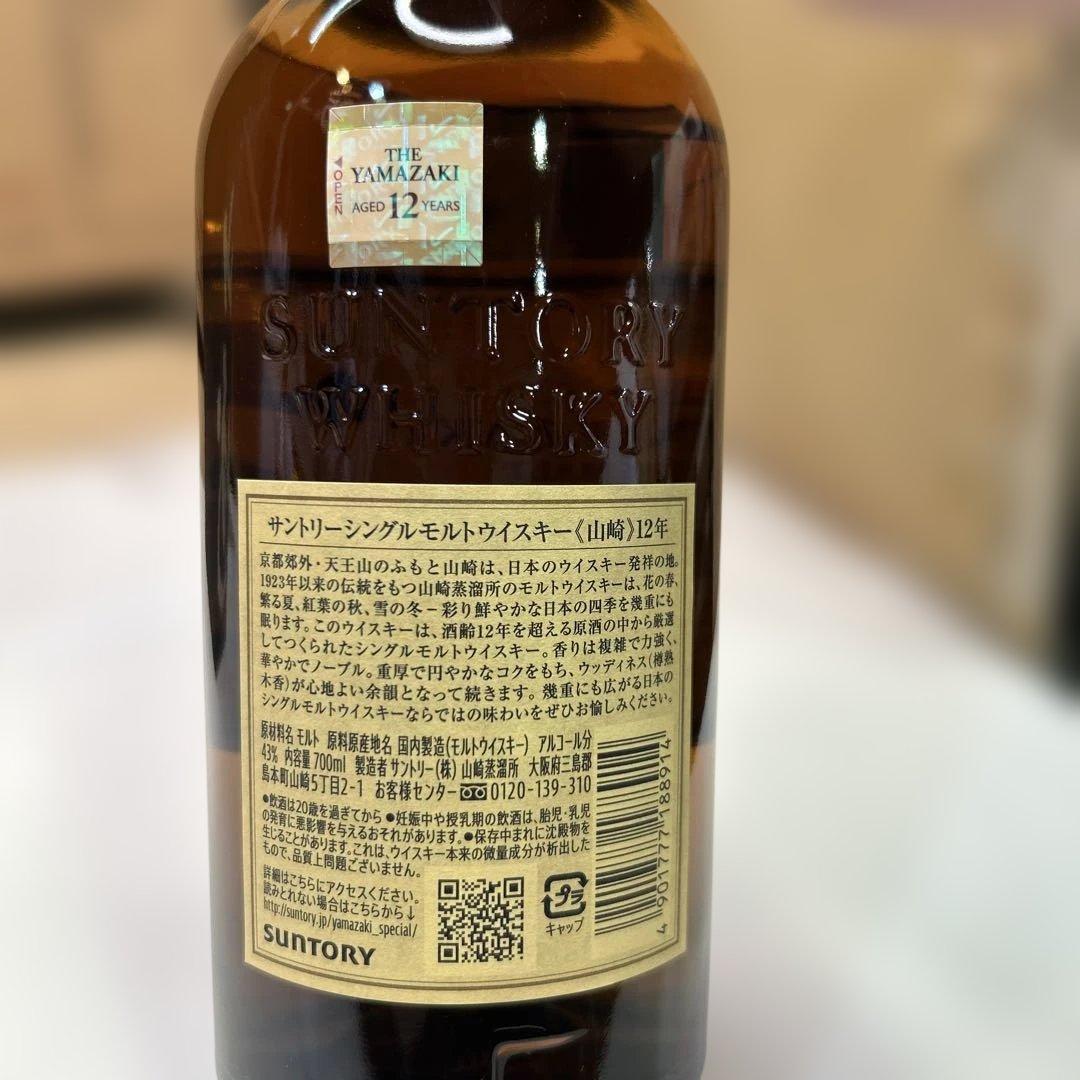 OPEN
THE
YAMAZAKI
AGED 12 YEARS
SUNTORY
WHISKY
サントリーシングルモルトウイスキー《山崎》12年
京都郊外・天王山のふもと山崎は、日本のウイスキー発祥の地。
1923年以来の伝統をもつ山崎蒸溜所のモルトウイスキーは、花の春、
繁る夏、紅葉の秋、雪の冬－彩り鮮やかな日本の四季を幾重にも
眠ります。このウイスキーは、酒齢12年を超える原酒の中から厳選
してつくられたシングルモルトウイスキー。香りは複雑で力強く、
華やかでノーブル。重厚で円やかなコクをもち、ウッディネス(樽熟
木香)が心地よい余韻となって続きます。幾重にも広がる日本の
シングルモルトウイスキーならではの味わいをぜひお愉しみください。
原材料名 モルト 原料原産地名 国内製造(モルトウイスキー) アルコール分
43% 内容量 700ml 製造者 サントリー(株) 山崎蒸溜所 大阪府三島郡
島本町山崎5丁目2-1 お客様センター 0120-139-310
●飲酒は20歳を過ぎてから ●妊娠中や授乳期の飲酒は、胎児・乳児
の発育に悪影響を与えるおそれがあります。●保存中まれに沈殿物を
生じることがあります。これは、ウイスキー本来の微量成分が析出した
もので、品質上問題ございません。
詳細はこちらにアクセスください。
読みとれない場合はこちらから↓
http://suntory.jp/yamazaki_special/
SUNTORY
プラ
キャップ
4 901777 188914